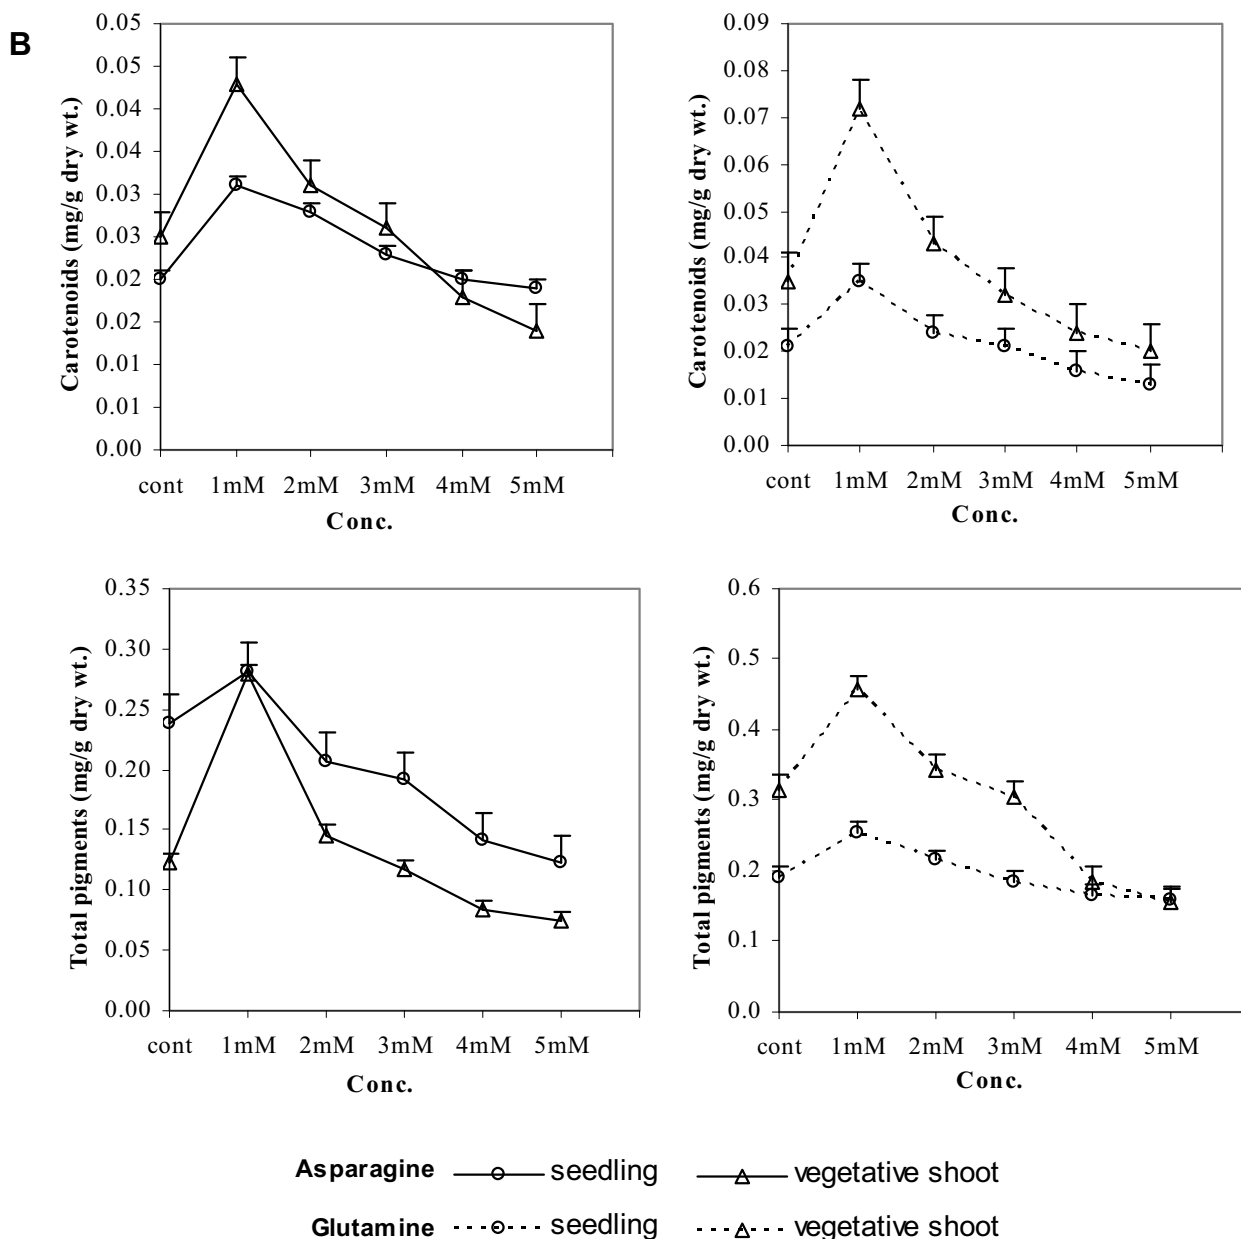 B
Carotenoids (mg/g dry wt.)
0.05
0.05
0.04
0.04
0.03
0.03
0.02
0.02
0.01
0.01
0.00
cont 1mM 2mM 3mM 4mM 5mM
Conc.
Carotenoids (mg/g dry wt.)
0.09
0.08
0.07
0.06
0.05
0.04
0.03
0.02
0.01
0.00
cont 1mM 2mM 3mM 4mM 5mM
Conc.
Total pigments (mg/g dry wt.)
0.35
0.30
0.25
0.20
0.15
0.10
0.05
0.00
cont 1mM 2mM 3mM 4mM 5mM
Conc.
Total pigments (mg/g dry wt.)
0.6
0.5
0.4
0.3
0.2
0.1
0.0
cont 1mM 2mM 3mM 4mM 5mM
Conc.
Asparagine seedling vegetative shoot
Glutamine seedling vegetative shoot